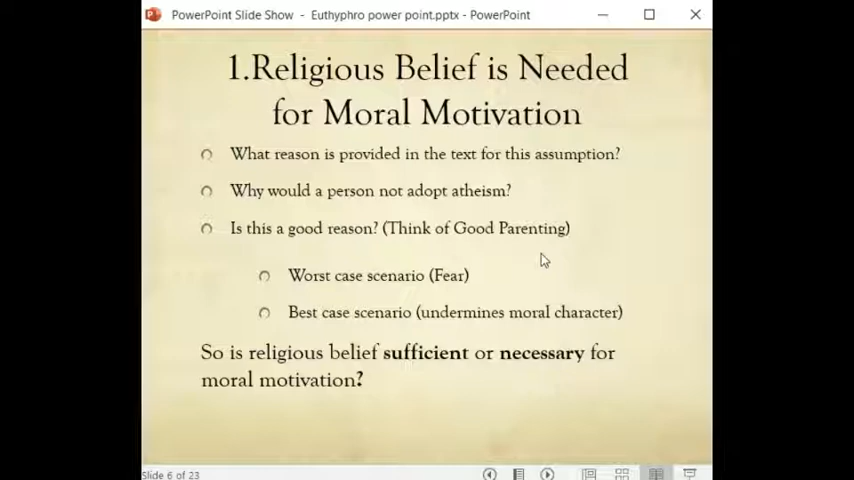 PowerPoint Slide Show - Euthyphro power point.pptx - PowerPoint
1.Religious Belief is Needed
for Moral Motivation
What reason is provided in the text for this assumption?
Why would a person not adopt atheism?
Is this a good reason? (Think of Good Parenting)
Worst case scenario (Fear)
Best case scenario (undermines moral character)
So is religious belief sufficient or necessary for
moral motivation?
Slide 6 of 23